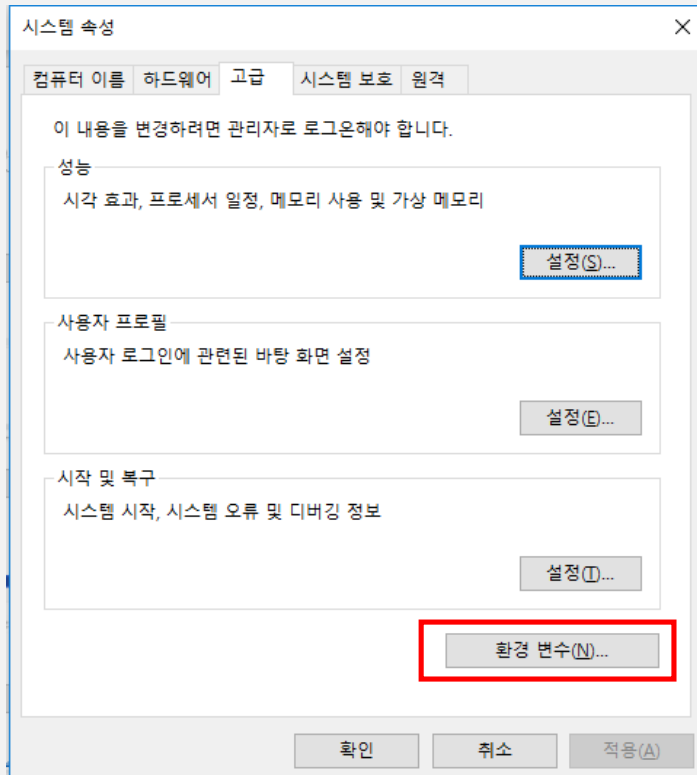 시스템 속성
컴퓨터 이름 하드웨어 고급 시스템 보호 원격
이 내용을 변경하려면 관리자로 로그온해야 합니다.
성능
시각 효과, 프로세서 일정, 메모리 사용 및 가상 메모리
설정(S)...
사용자 프로필
사용자 로그인에 관련된 바탕 화면 설정
설정(E)...
시작 및 복구
시스템 시작, 시스템 오류 및 디버깅 정보
설정(T)...
환경 변수(N)...
확인 취소 적용(A)